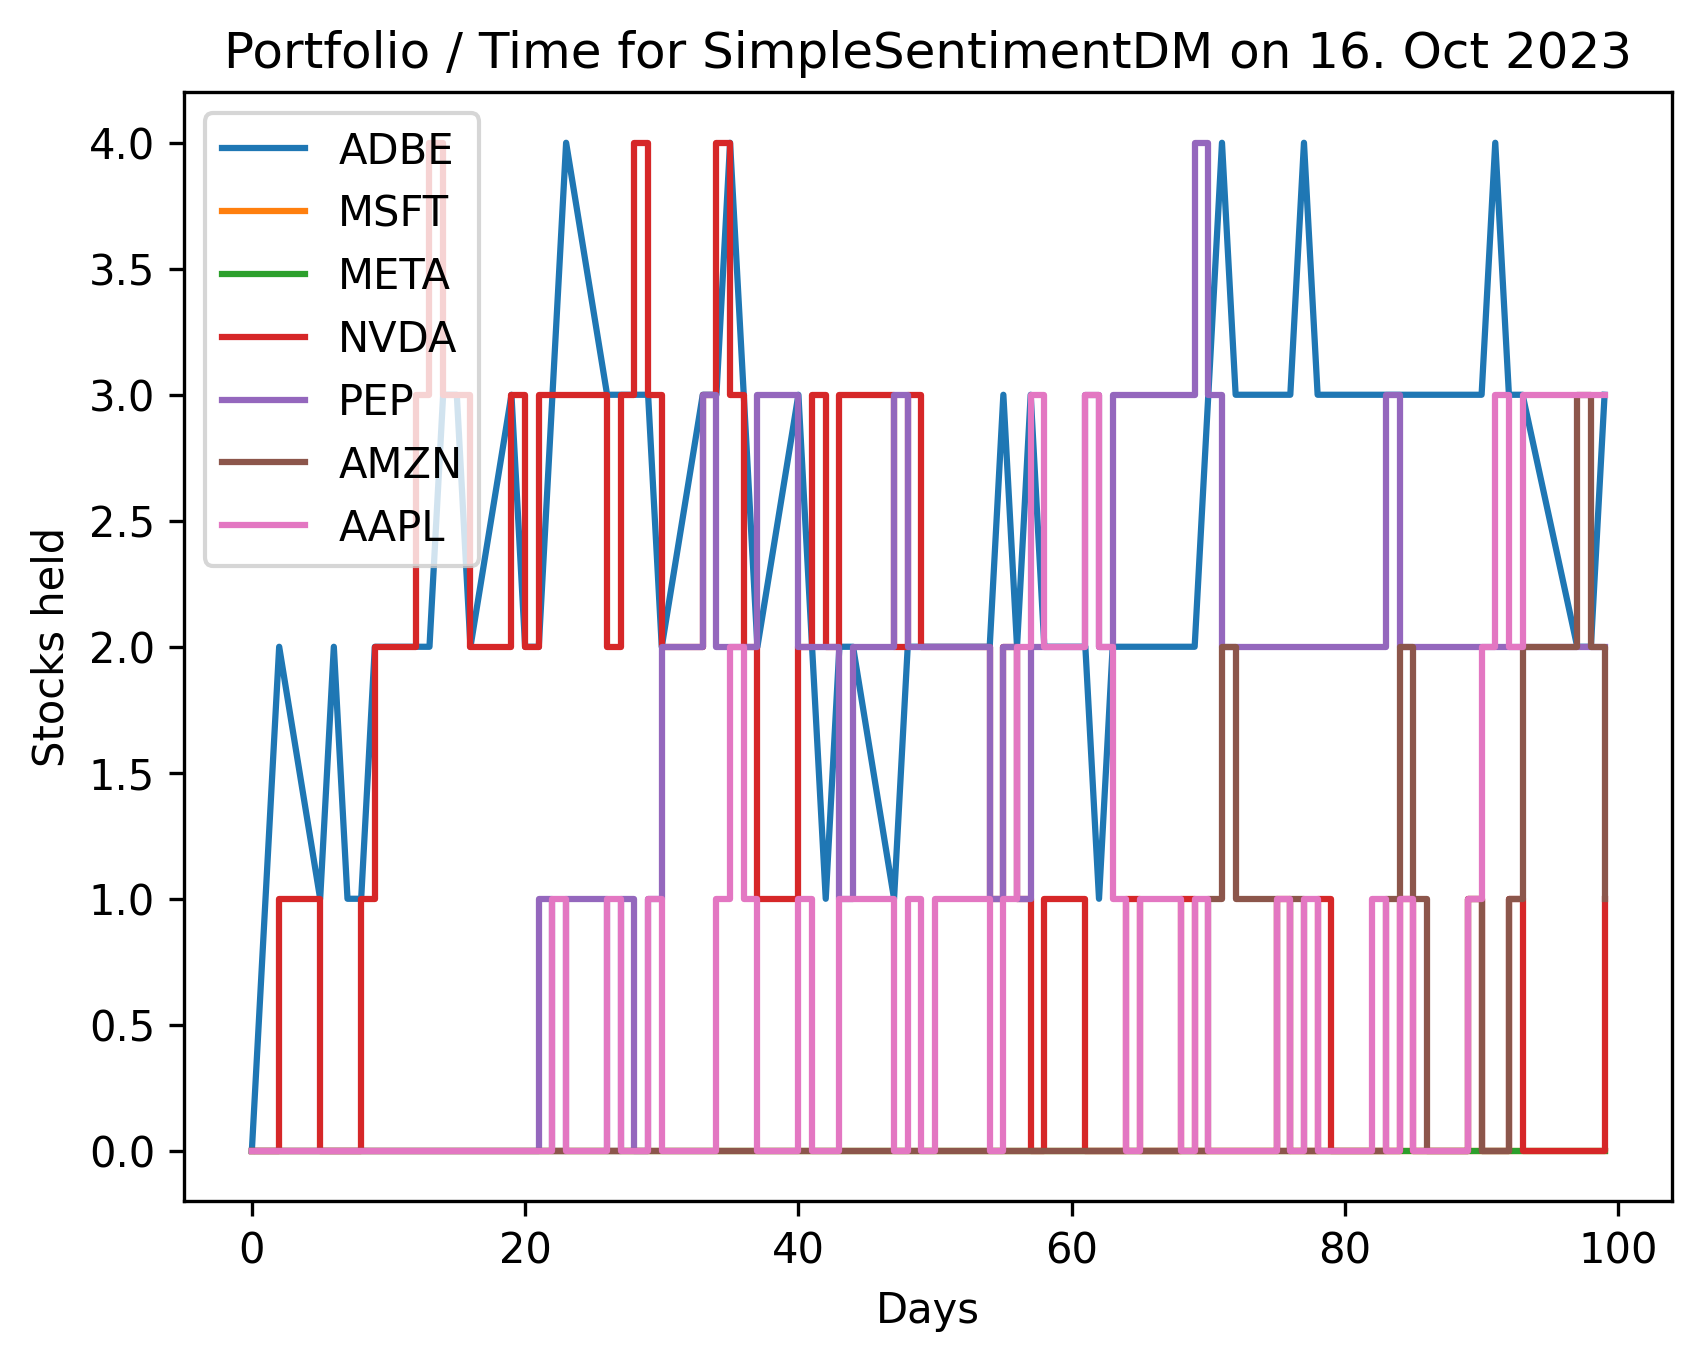 Portfolio / Time for SimpleSentimentDM on 16. Oct 2023
4.0
3.5
3.0
2.5
2.0
1.5
1.0
0.5
0.0
Stocks held
ADBE
MSFT
META
NVDA
PEP
AMZN
AAPL
0 20 40 60 80 100
Days